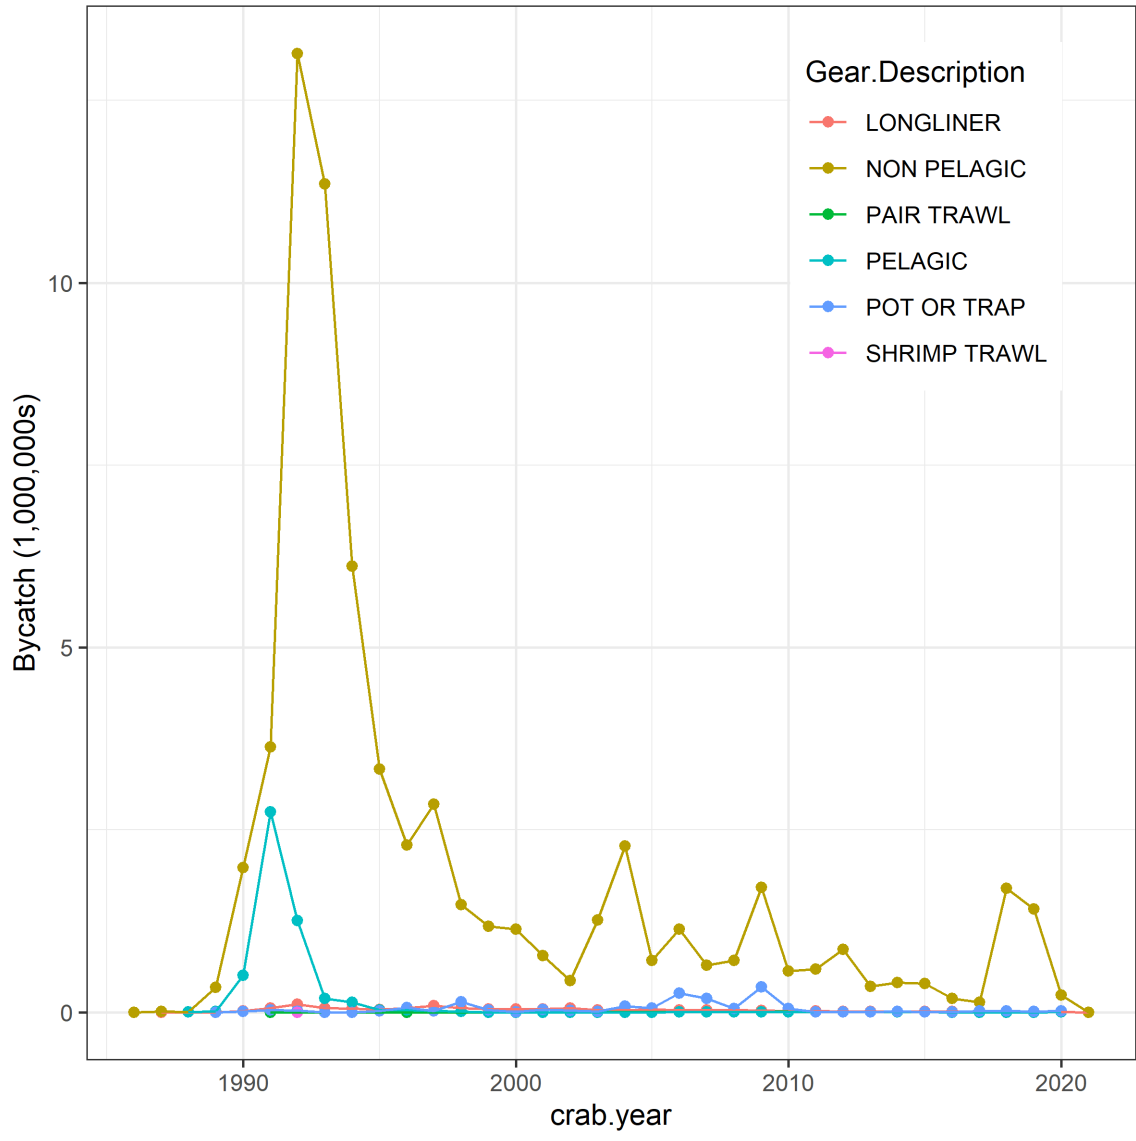 Gear.Description
LONGLINER
NON PELAGIC
PAIR TRAWL
PELAGIC
POT OR TRAP
SHRIMP TRAWL
Bycatch (1,000,000s)
10
5
0
1990
2000
2010
2020
crab.year